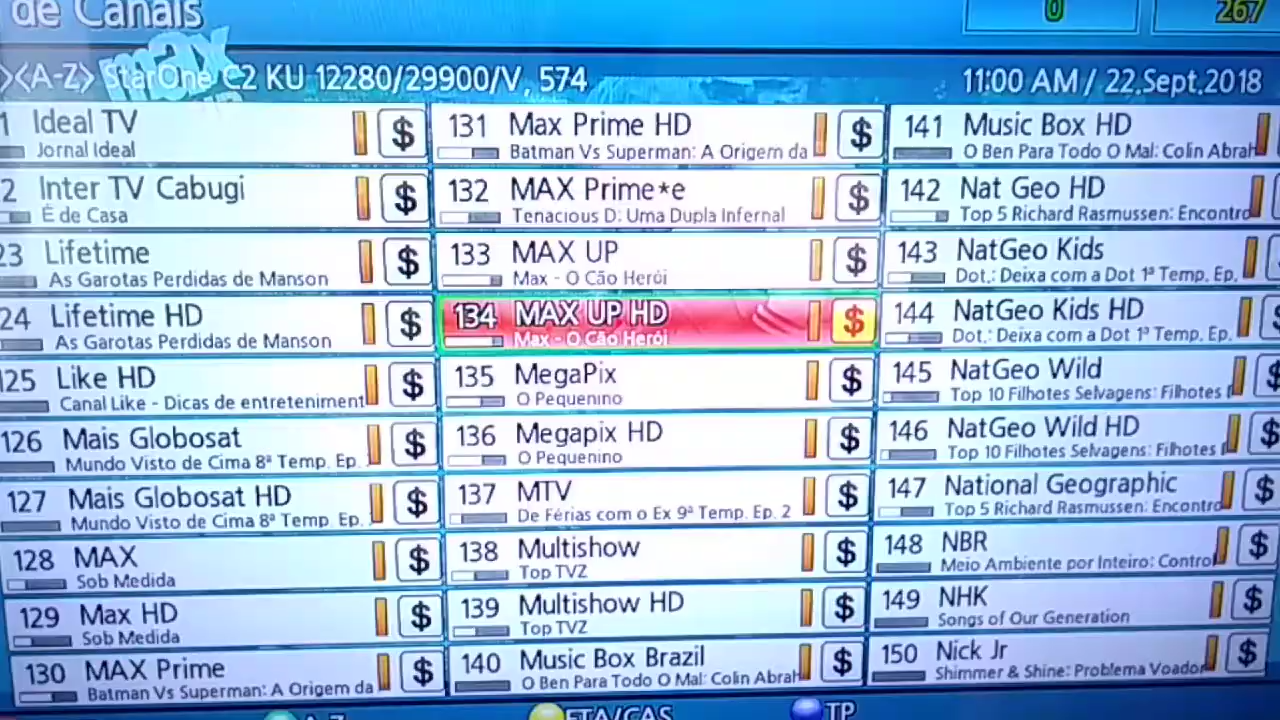 de Canais
0
267
><A-Z> StarOne C2 KU 12280/29900/V, 574
11:00 AM / 22.Sept.2018
max
1 Ideal TV $
Jornal Ideal
2 Inter TV Cabugi $
É de Casa
23 Lifetime $
As Garotas Perdidas de Manson
24 Lifetime HD $
As Garotas Perdidas de Manson
125 Like HD $
Canal Like - Dicas de entreteniment
126 Mais Globosat $
Mundo Visto de Cima 8ª Temp. Ep.
127 Mais Globosat HD $
Mundo Visto de Cima 8ª Temp. Ep.
128 MAX $
Sob Medida
129 Max HD $
Sob Medida
130 MAX Prime $
Batman Vs Superman: A Origem da
131 Max Prime HD $
Batman Vs Superman: A Origem da
132 MAX Prime*e $
Tenacious D: Uma Dupla Infernal
133 MAX UP $
Max - O Cão Herói
134 MAX UP HD $
Max - O Cão Herói
135 MegaPix $
O Pequenino
136 Megapix HD $
O Pequenino
137 MTV $
De Férias com o Ex 9ª Temp. Ep. 2
138 Multishow $
Top TVZ
139 Multishow HD $
Top TVZ
140 Music Box Brazil $
O Ben Para Todo O Mal: Colin Abrah
141 Music Box HD
O Ben Para Todo O Mal: Colin Abrah
142 Nat Geo HD
Top 5 Richard Rasmussen: Encontro
143 NatGeo Kids
Dot.: Deixa com a Dot 1ª Temp. Ep.
144 NatGeo Kids HD $
Dot.: Deixa com a Dot 1ª Temp. Ep.
145 NatGeo Wild $
Top 10 Filhotes Selvagens: Filhotes
146 NatGeo Wild HD $
Top 10 Filhotes Selvagens: Filhotes
147 National Geographic $
Top 5 Richard Rasmussen: Encontro
148 NBR $
Meio Ambiente por Inteiro: Control
149 NHK $
Songs of Our Generation
150 Nick Jr $
Shimmer & Shine: Problema Voador
A-Z
FTA/CAS
TP